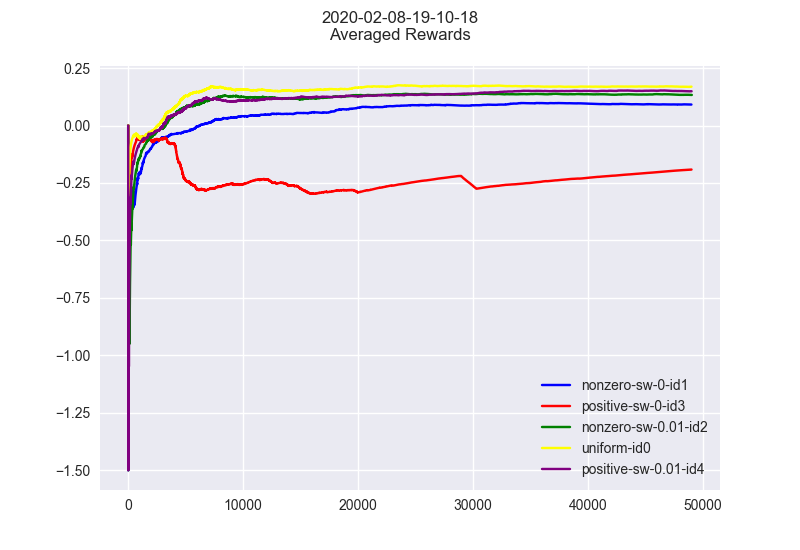 2020-02-08-19-10-18
Averaged Rewards
0.25
0.00
−0.25
−0.50
−0.75
−1.00
−1.25
−1.50
0
10000
20000
30000
40000
50000
nonzero-sw-0-id1
positive-sw-0-id3
nonzero-sw-0.01-id2
uniform-id0
positive-sw-0.01-id4